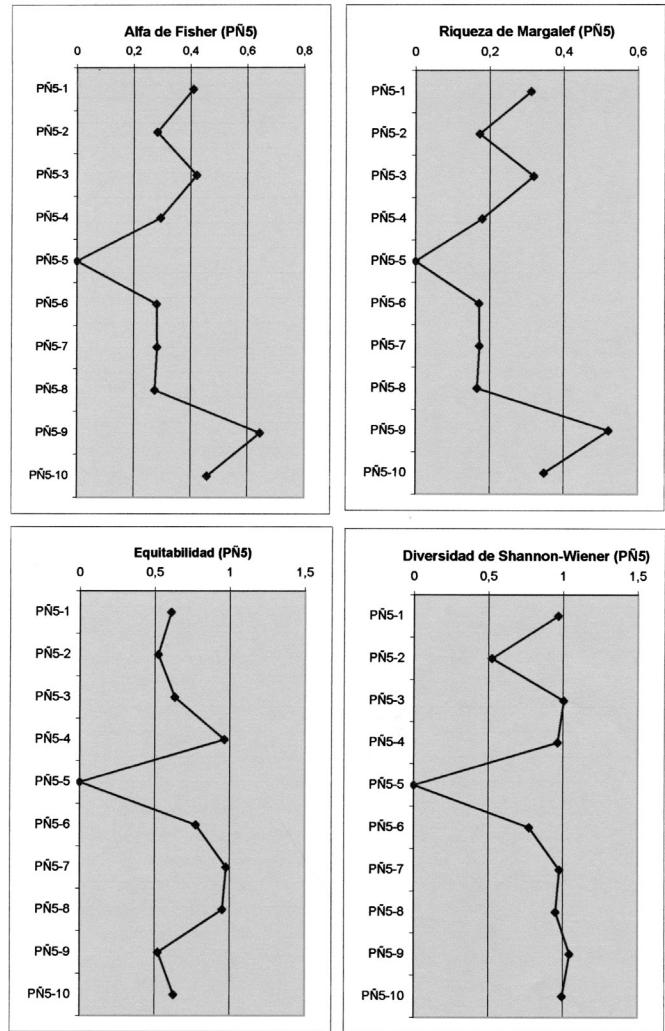 Alfa de Fisher (PÑ5)
0 0,2 0,4 0,6 0,8
PÑ5-1
PÑ5-2
PÑ5-3
PÑ5-4
PÑ5-5
PÑ5-6
PÑ5-7
PÑ5-8
PÑ5-9
PÑ5-10
Riqueza de Margalef (PÑ5)
0 0,2 0,4 0,6
PÑ5-1
PÑ5-2
PÑ5-3
PÑ5-4
PÑ5-5
PÑ5-6
PÑ5-7
PÑ5-8
PÑ5-9
PÑ5-10
Equitabilidad (PÑ5)
0 0,5 1 1,5
PÑ5-1
PÑ5-2
PÑ5-3
PÑ5-4
PÑ5-5
PÑ5-6
PÑ5-7
PÑ5-8
PÑ5-9
PÑ5-10
Diversidad de Shannon-Wiener (PÑ5)
0 0,5 1 1,5
PÑ5-1
PÑ5-2
PÑ5-3
PÑ5-4
PÑ5-5
PÑ5-6
PÑ5-7
PÑ5-8
PÑ5-9
PÑ5-10